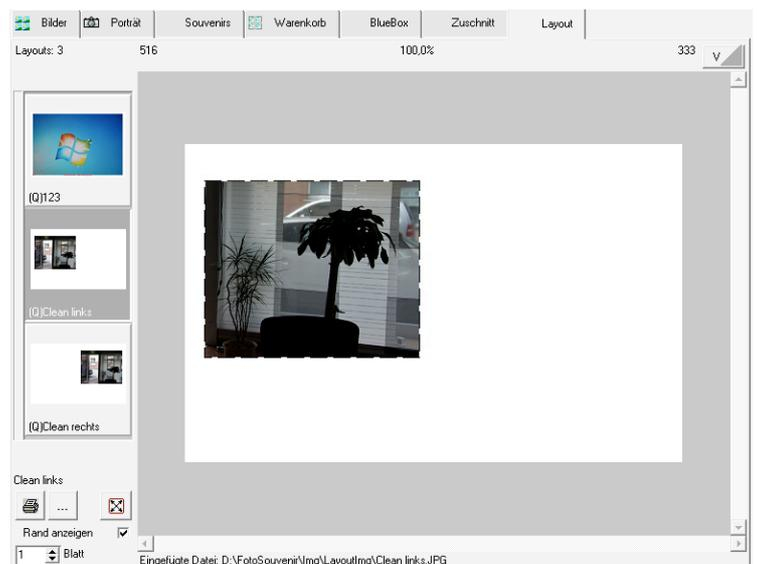 Bilder Porträt Souvenirs Warenkorb BlueBox Zuschnitt Layout
Layouts: 3 516 100,0% 333 V
(Q)123
(Q)Clean links
(Q)Clean rechts
Clean links
...
Rand anzeigen
1 Blatt
Eingefügte Datei: D:\FotoSouvenir\Img\LayoutImg\Clean links.JPG